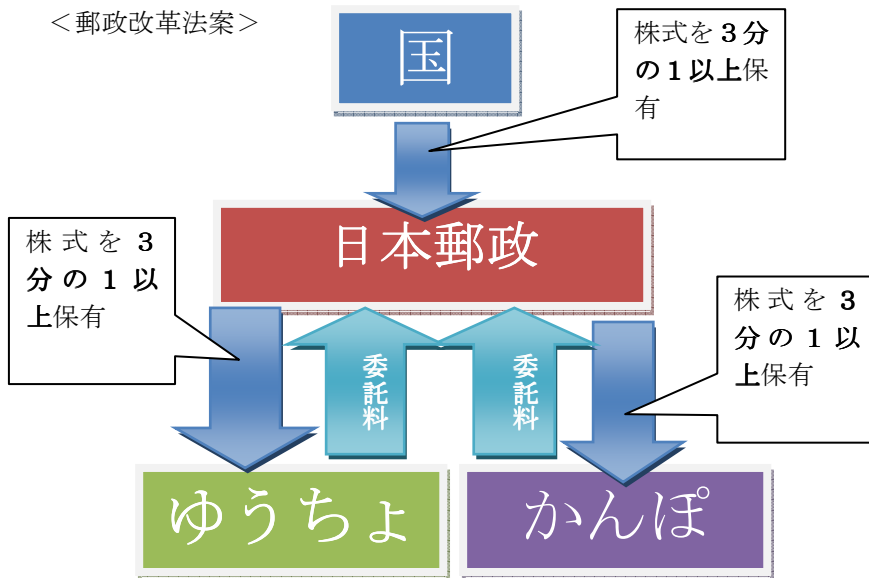 ＜郵政改革法案＞
国
株式を３分
の１以上保
有
日本郵政
株式を３
分の１以
上保有
株式を３
分の１以
上保有
委託料
委託料
ゆうちょ
かんぽ